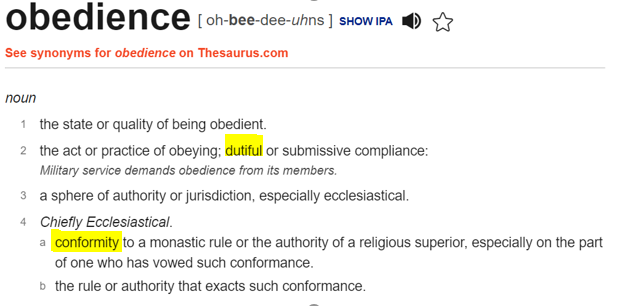 obedience [ oh-bee-dee-uhns ] SHOW IPA
See synonyms for obedience on Thesaurus.com
noun
1 the state or quality of being obedient.
2 the act or practice of obeying; dutiful or submissive compliance:
Military service demands obedience from its members.
3 a sphere of authority or jurisdiction, especially ecclesiastical.
4 Chiefly Ecclesiastical.
a conformity to a monastic rule or the authority of a religious superior, especially on the part
of one who has vowed such conformance.
b the rule or authority that exacts such conformance.